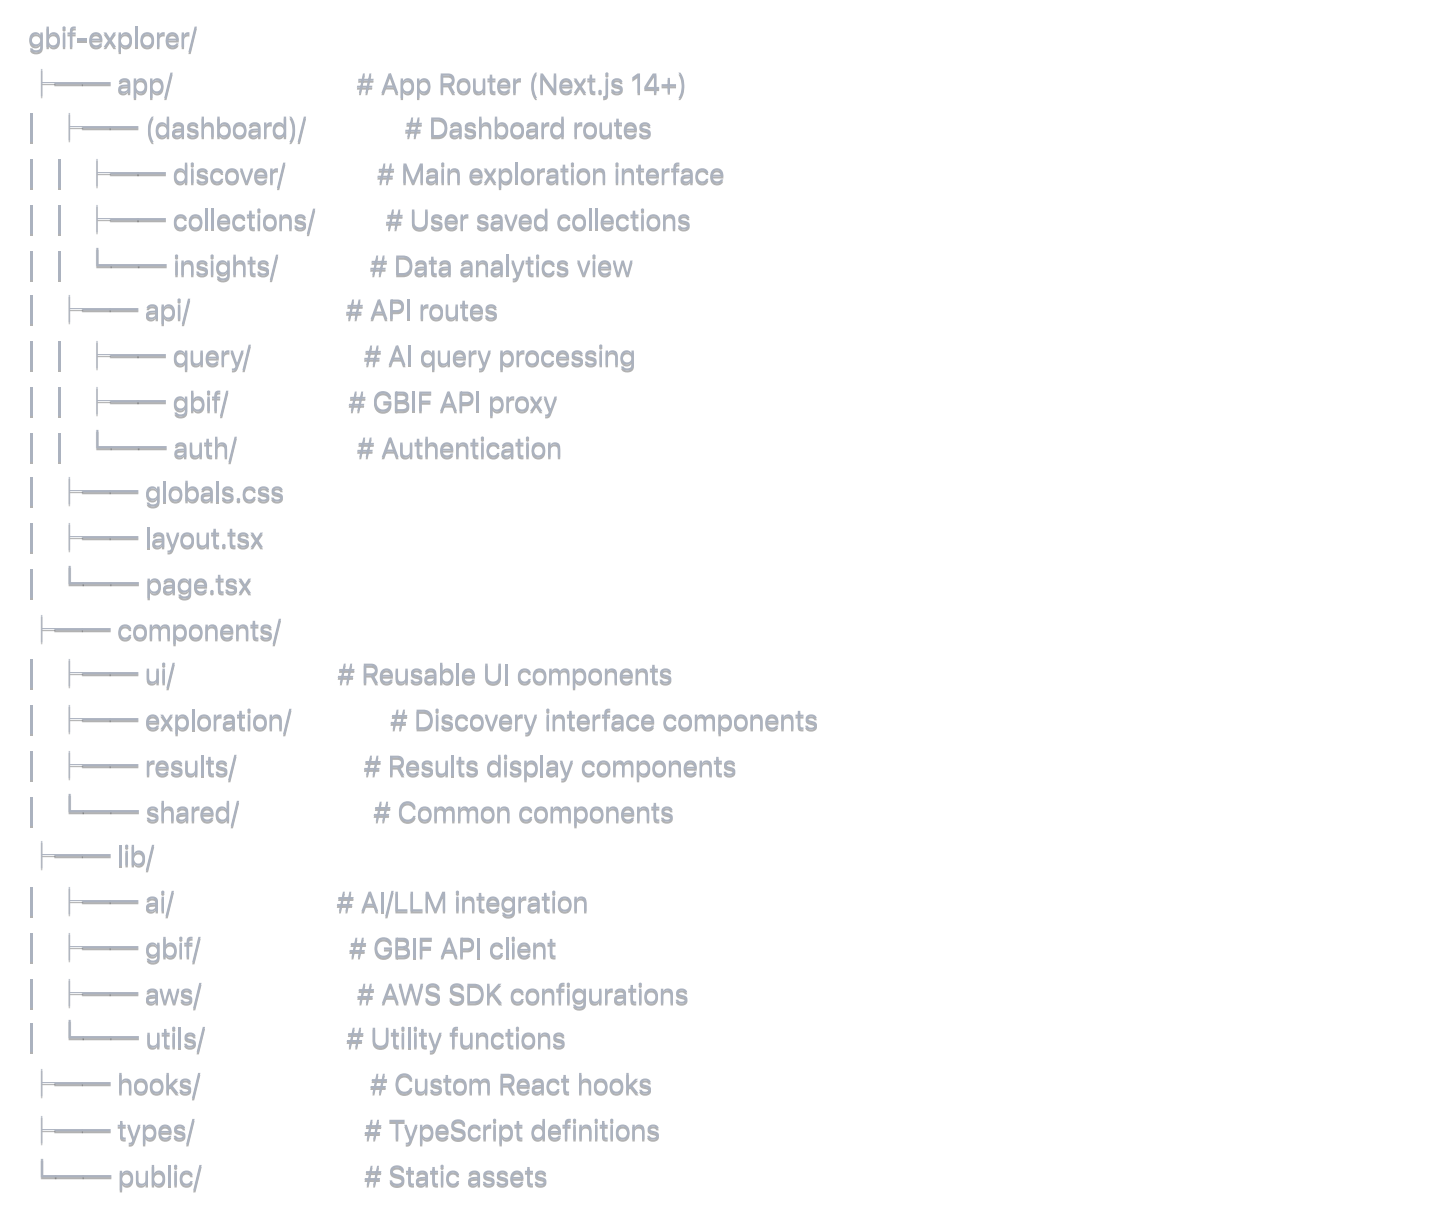 gbif-explorer/
├── app/ # App Router (Next.js 14+)
│ ├── (dashboard)/ # Dashboard routes
│ │ ├── discover/ # Main exploration interface
│ │ ├── collections/ # User saved collections
│ │ └── insights/ # Data analytics view
│ ├── api/ # API routes
│ │ ├── query/ # AI query processing
│ │ ├── gbif/ # GBIF API proxy
│ │ └── auth/ # Authentication
│ ├── globals.css
│ ├── layout.tsx
│ └── page.tsx
├── components/
│ ├── ui/ # Reusable UI components
│ ├── exploration/ # Discovery interface components
│ ├── results/ # Results display components
│ └── shared/ # Common components
├── lib/
│ ├── ai/ # AI/LLM integration
│ ├── gbif/ # GBIF API client
│ ├── aws/ # AWS SDK configurations
│ └── utils/ # Utility functions
├── hooks/ # Custom React hooks
├── types/ # TypeScript definitions
└── public/ # Static assets